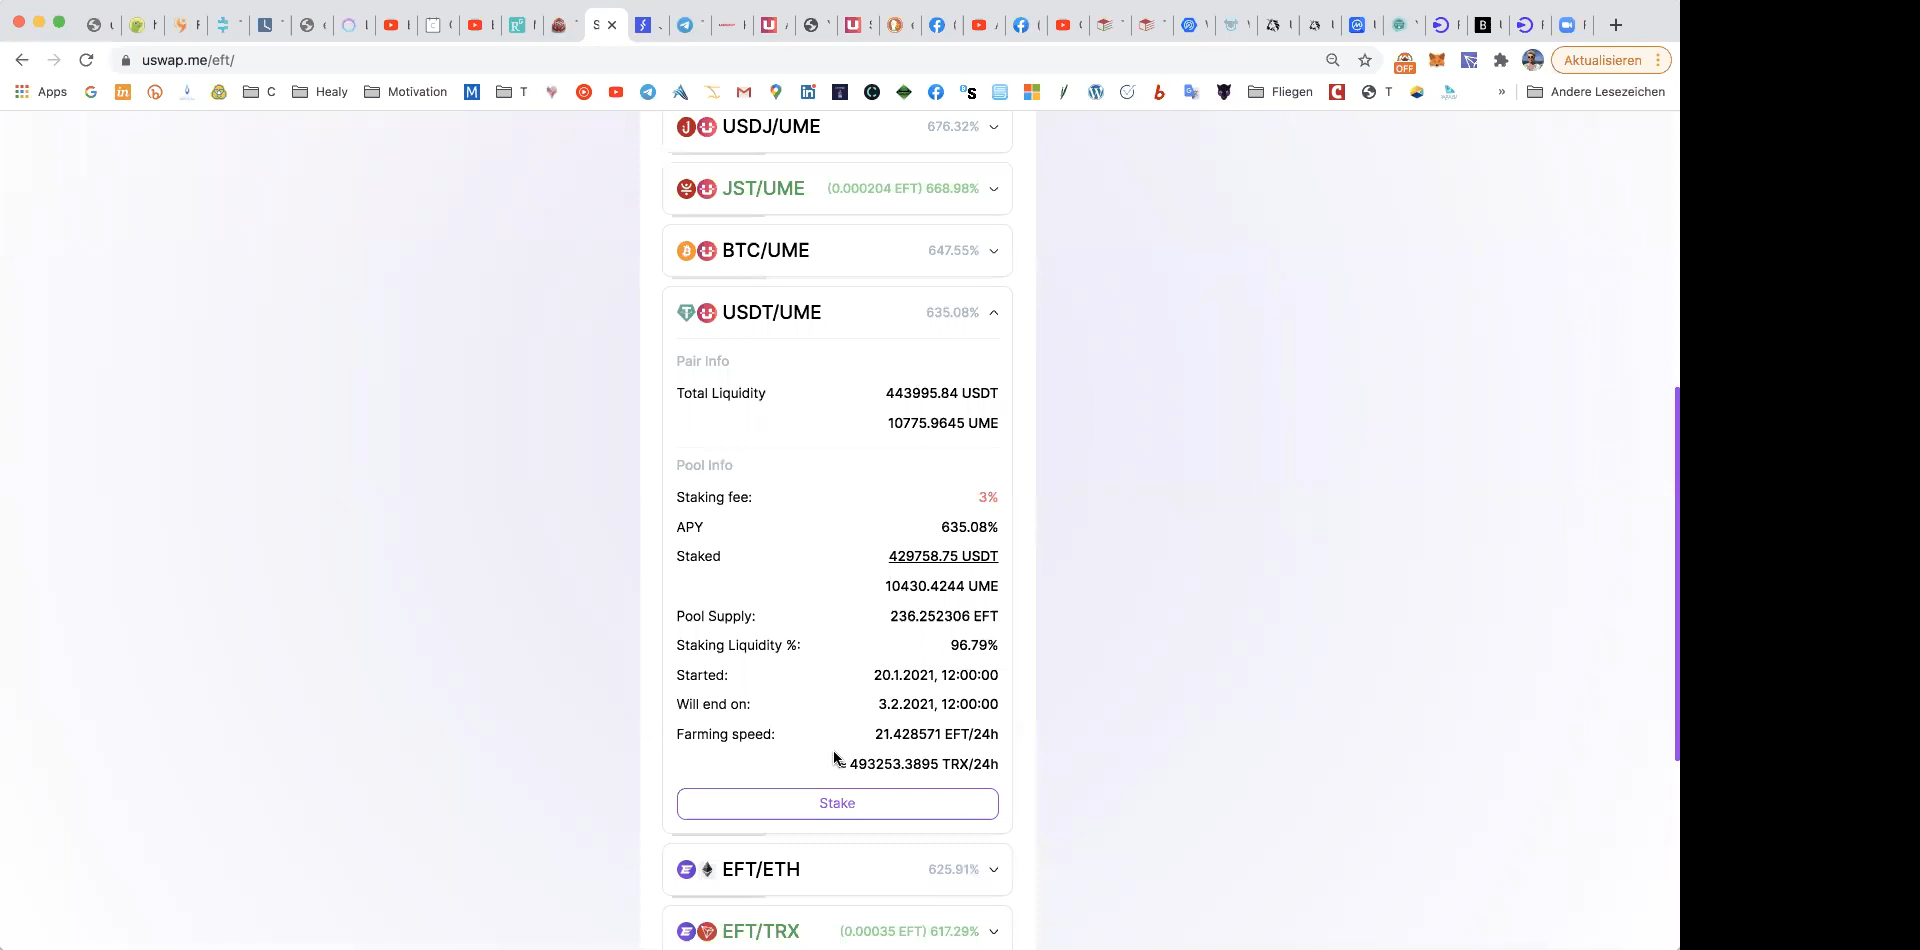 uswap.me/eft/
OFF
Aktualisieren
Apps
C
Healy
Motivation
T
Fliegen
T
»
Andere Lesezeichen
USDJ/UME 676.32%
JST/UME (0.000204 EFT) 668.98%
BTC/UME 647.55%
USDT/UME 635.08%
Pair Info
Total Liquidity 443995.84 USDT
10775.9645 UME
Pool Info
Staking fee: 3%
APY 635.08%
Staked 429758.75 USDT
10430.4244 UME
Pool Supply: 236.252306 EFT
Staking Liquidity %: 96.79%
Started: 20.1.2021, 12:00:00
Will end on: 3.2.2021, 12:00:00
Farming speed: 21.428571 EFT/24h
493253.3895 TRX/24h
Stake
EFT/ETH 625.91%
EFT/TRX (0.00035 EFT) 617.29%